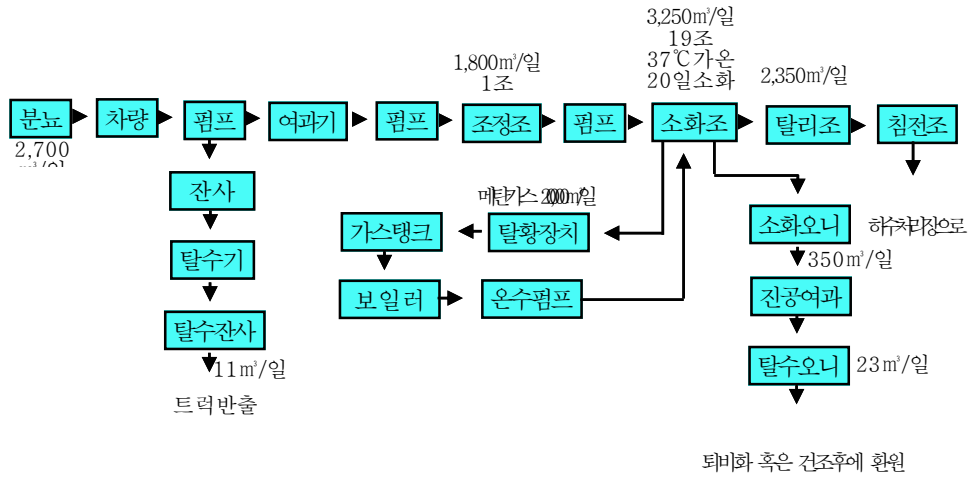 3,250㎥/일
19조
37℃가온
20일소화
1,800㎥/일
1조
2,350㎥/일
분뇨
차량
펌프
여과기
펌프
조정조
펌프
소화조
탈리조
침전조
2,700
잔사
메탄가스
가스탱크
탈황장치
소화오니
하수처리장으로
탈수기
350㎥/일
보일러
온수펌프
진공여과
탈수잔사
탈수오니
23㎥/일
11㎥/일
트럭반출
퇴비화 혹은 건조후에 환원